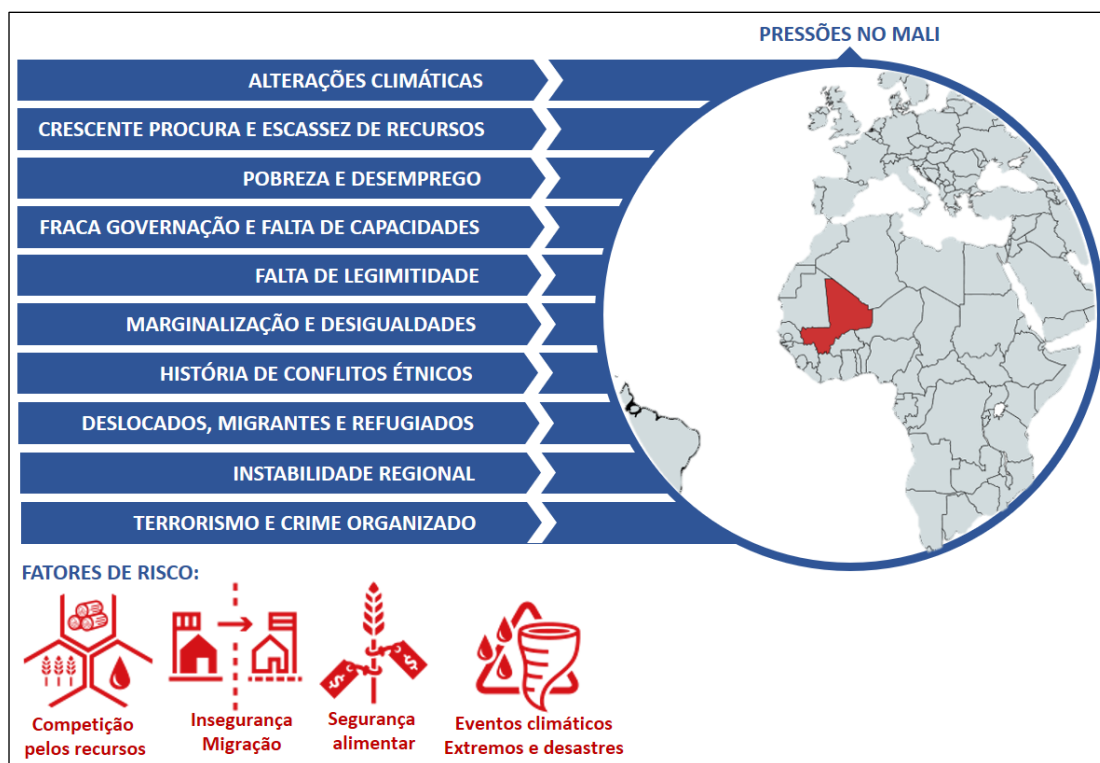 PRESSÕES NO MALI
ALTERAÇÕES CLIMÁTICAS
CRESCENTE PROCURA E ESCASSEZ DE RECURSOS
POBREZA E DESEMPREGO
FRACA GOVERNAÇÃO E FALTA DE CAPACIDADES
FALTA DE LEGIMITIDADE
MARGINALIZAÇÃO E DESIGUALDADES
HISTÓRIA DE CONFLITOS ÉTNICOS
DESLOCADOS, MIGRANTES E REFUGIADOS
INSTABILIDADE REGIONAL
TERRORISMO E CRIME ORGANIZADO
FATORES DE RISCO:
$ $
Competição
pelos recursos
Insegurança
Migração
Segurança
alimentar
Eventos climáticos
Extremos e desastres